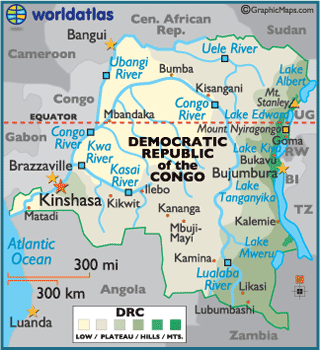 worldatlas
© GraphicMaps.com
Cen. African Rep.
Sudan
Bangui
Cameroon
Ubangi
River
Uele River
Bumba
Lake
Albert
Kisangani
Mt.
Stanley
Congo
Congo
River
Lake Edward
UG
EQUATOR
Mbandaka
Mount Nyiragongo
Gabon
Congo
River
DEMOCRATIC
REPUBLIC
of the
CONGO
Goma
Lake Kivu
RW
Kwa
River
Bukavu
Brazzaville
Kasai
River
Bujumbura
BI
Kinshasa
Ilebo
Lake
Tanganyika
Kikwit
TZ
Matadi
Kananga
Mbuji-
Mayi
Kalemie
Atlantic
Ocean
Lake
Mweru
Kamina
300 mi
Lualaba
River
300 km
Angola
Likasi
DRC
Luanda
Lubumbashi
LOW / PLATEAU / HILLS / MTS.
Zambia